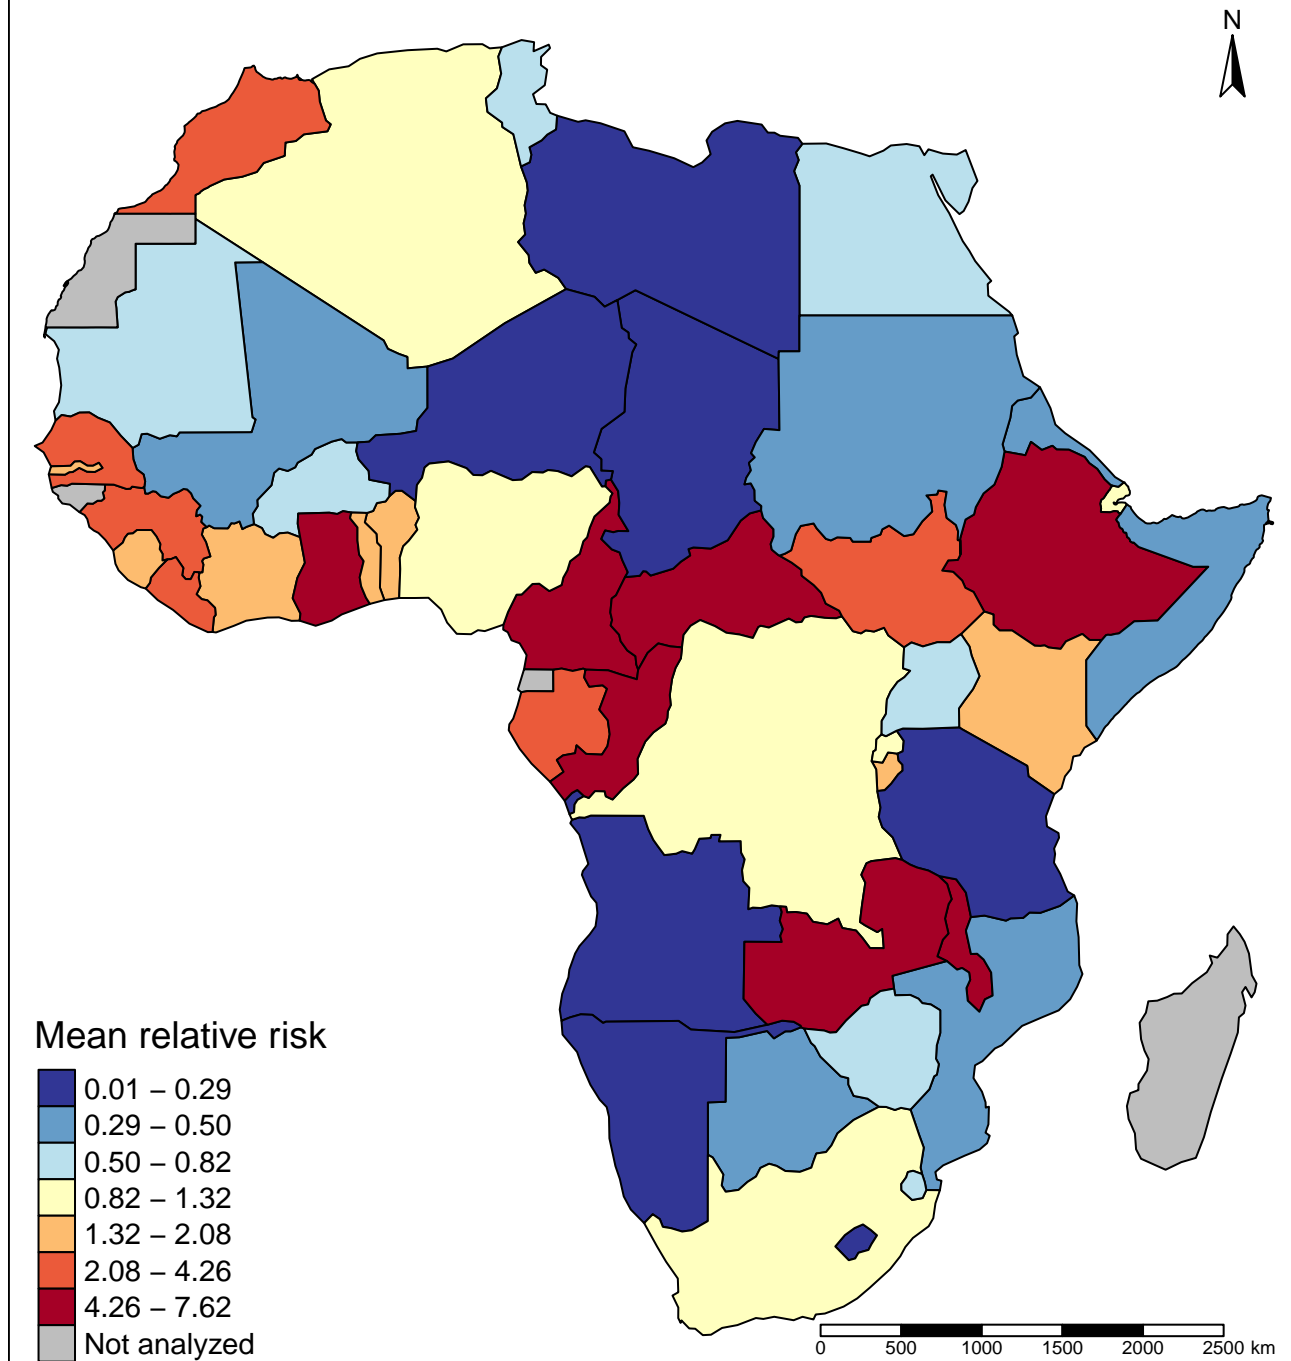 N
Mean relative risk
0.01 – 0.29
0.29 – 0.50
0.50 – 0.82
0.82 – 1.32
1.32 – 2.08
2.08 – 4.26
4.26 – 7.62
Not analyzed
0 500 1000 1500 2000 2500 km